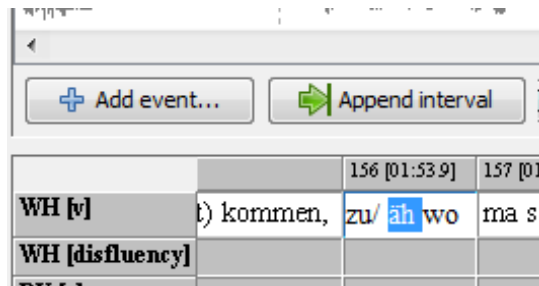 Add event... Append interval
156 [01:53.9] 157 [01
WH [v] t) kommen, zu/ äh wo ma s
WH [disfluency]